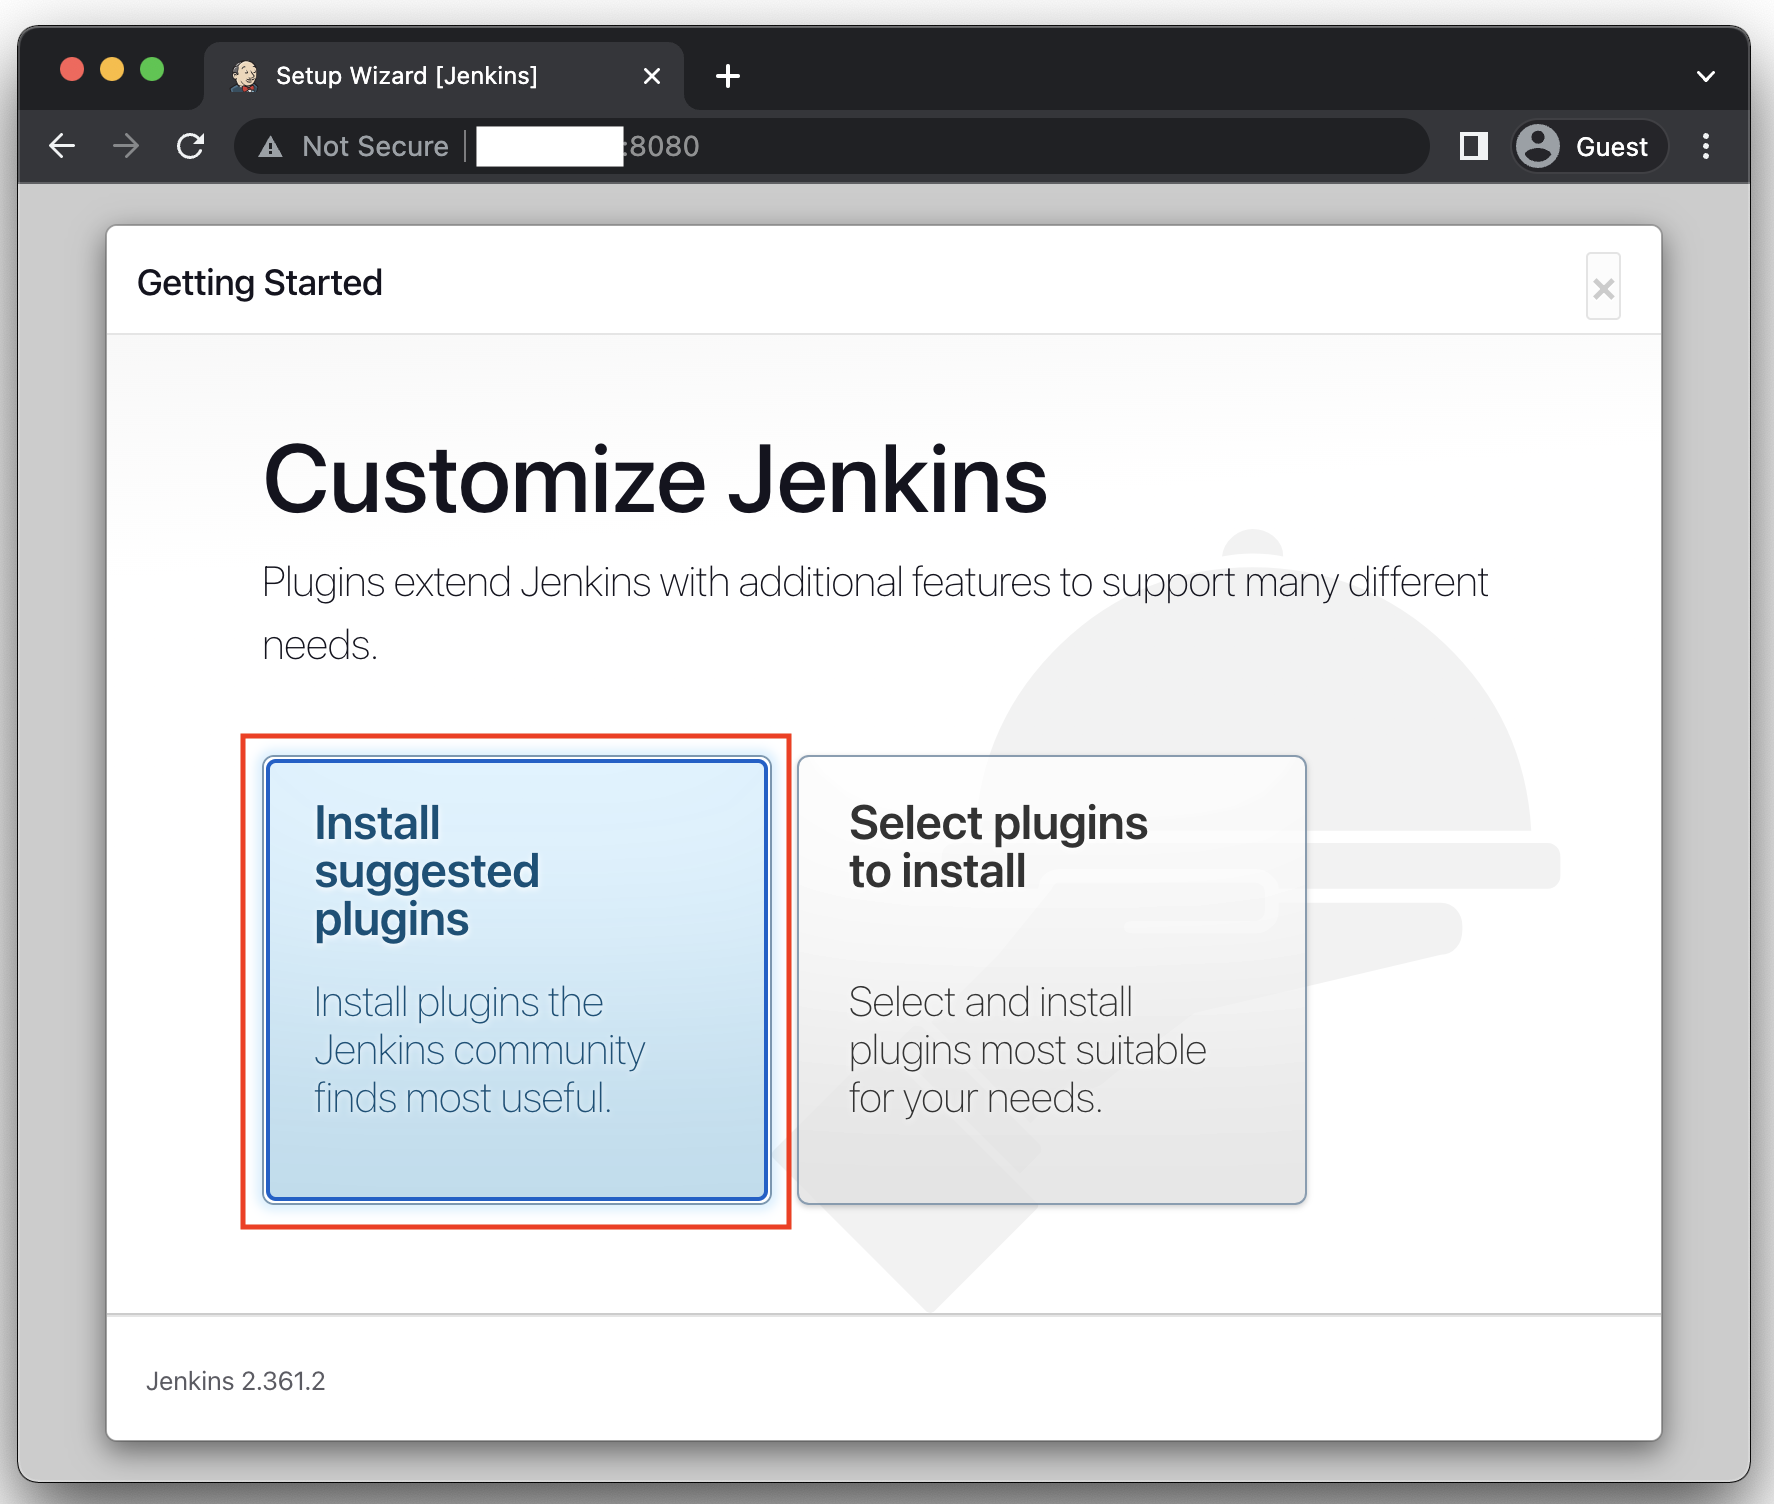 Setup Wizard [Jenkins]
Not Secure
:8080
Guest
Getting Started
Customize Jenkins
Plugins extend Jenkins with additional features to support many different
needs.
Install
suggested
plugins
Install plugins the
Jenkins community
finds most useful.
Select plugins
to install
Select and install
plugins most suitable
for your needs.
Jenkins 2.361.2